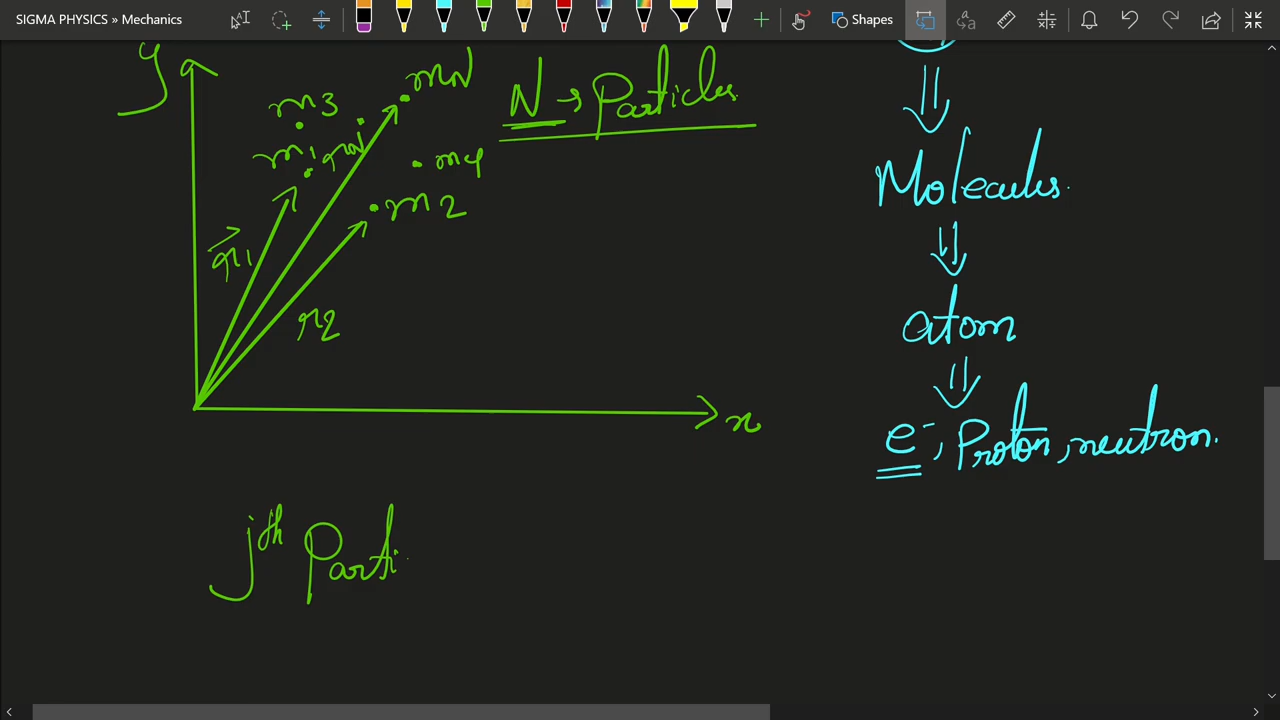 SIGMA PHYSICS » Mechanics
Shapes
y
mN
m3
N → Particles
m1
m4
m2
r1
r2
x
Molecules.
atom
e-, Proton, neutron.
jth Parti